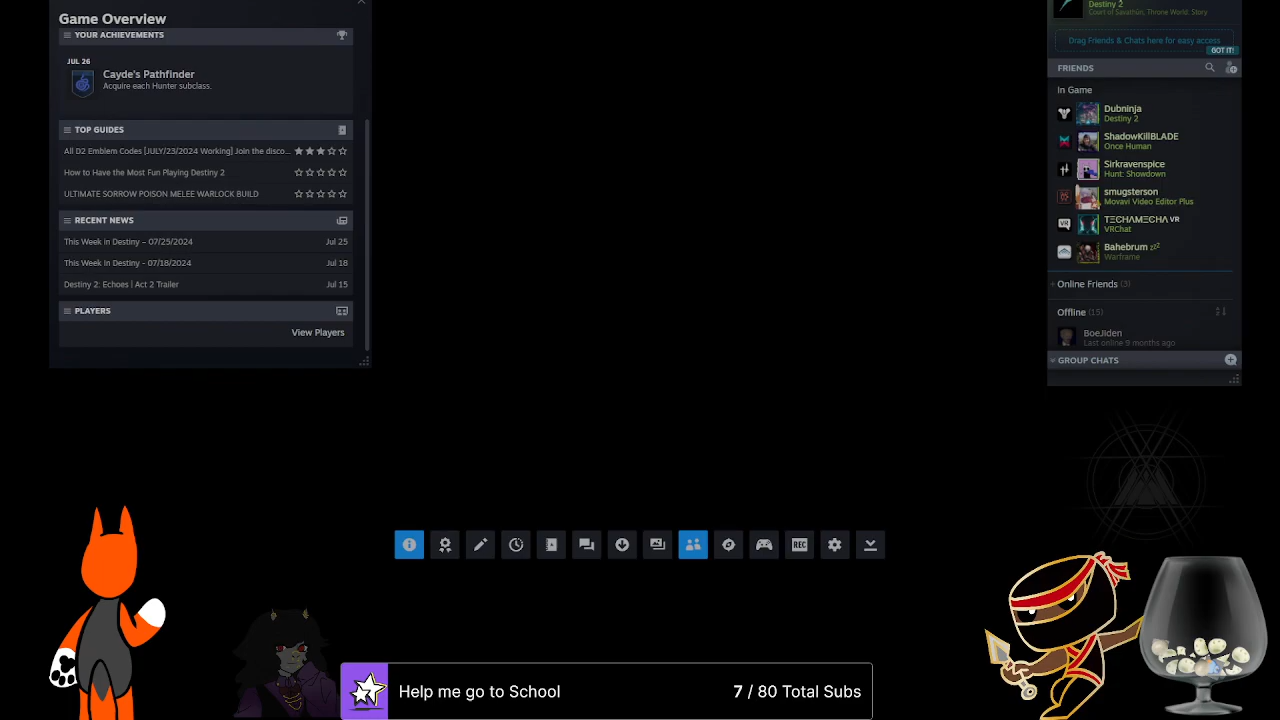 Game Overview
YOUR ACHIEVEMENTS
JUL 26
Cayde's Pathfinder
Acquire each Hunter subclass.
TOP GUIDES
All D2 Emblem Codes [JULY/23/2024 Working] Join the disco...
How to Have the Most Fun Playing Destiny 2
ULTIMATE SORROW POISON MELEE WARLOCK BUILD
RECENT NEWS
This Week in Destiny – 07/25/2024 Jul 25
This Week in Destiny – 07/18/2024 Jul 18
Destiny 2: Echoes | Act 2 Trailer Jul 15
PLAYERS
View Players
Destiny 2
Court of Savathûn, Throne World: Story
Drag Friends & Chats here for easy access
GOT IT!
FRIENDS
In Game
Dubninja
Destiny 2
ShadowKillBLADE
Once Human
Sirkravenspice
Hunt: Showdown
smugsterson
Movavi Video Editor Plus
TΞCHΛMΞCHΛ VR
VRChat
Bahebrum zzz
Warframe
Online Friends (3)
Offline (15)
BoeJiden
Last online 9 months ago
GROUP CHATS
REC
Help me go to School 7 / 80 Total Subs